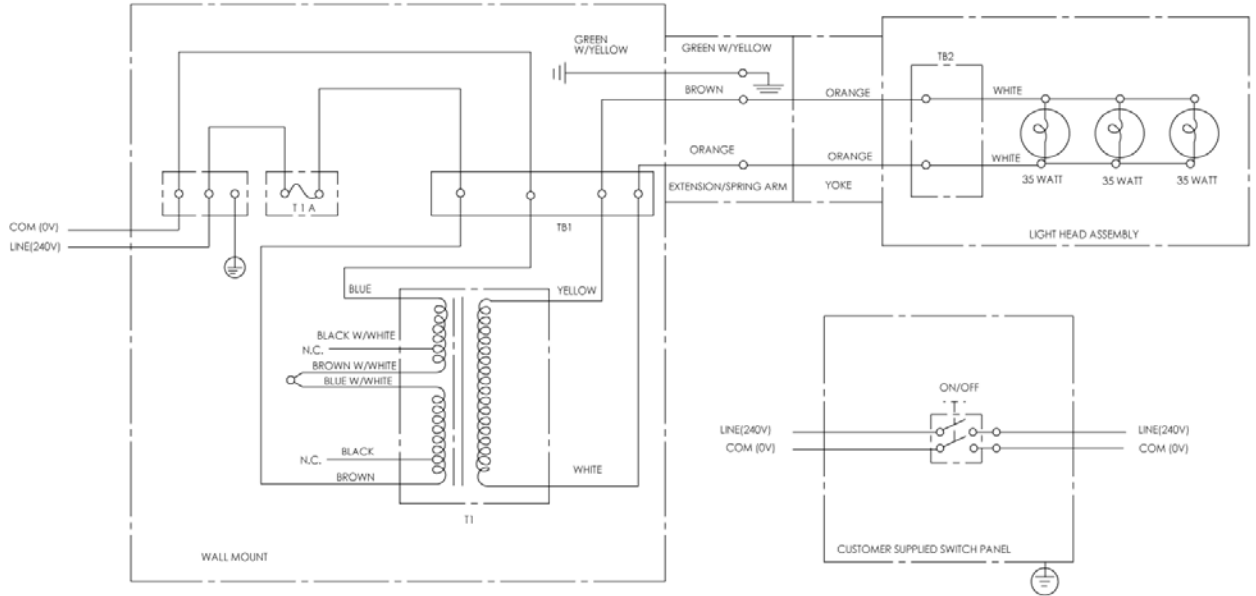 GREEN
W/YELLOW
GREEN W/YELLOW
BROWN
ORANGE
TB2
WHITE
ORANGE
ORANGE
WHITE
35 WATT
35 WATT
35 WATT
EXTENSION/SPRING ARM
YOKE
T 1 A
TB1
COM (0V)
LINE(240V)
LIGHT HEAD ASSEMBLY
BLUE
YELLOW
BLACK W/WHITE
N.C.
BROWN W/WHITE
BLUE W/WHITE
BLACK
N.C.
BROWN
WHITE
T1
WALL MOUNT
ON/OFF
LINE(240V)
COM (0V)
LINE(240V)
COM (0V)
CUSTOMER SUPPLIED SWITCH PANEL